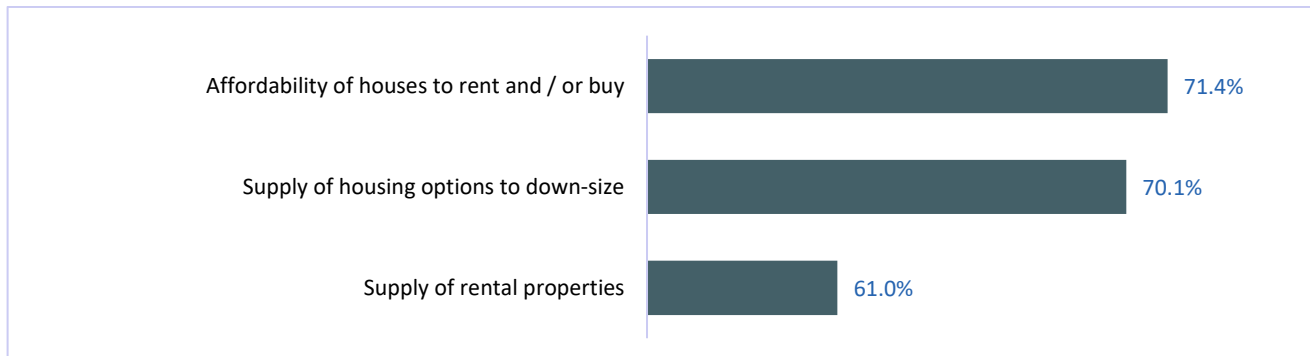 Affordability of houses to rent and / or buy
71.4%
Supply of housing options to down-size
70.1%
Supply of rental properties
61.0%